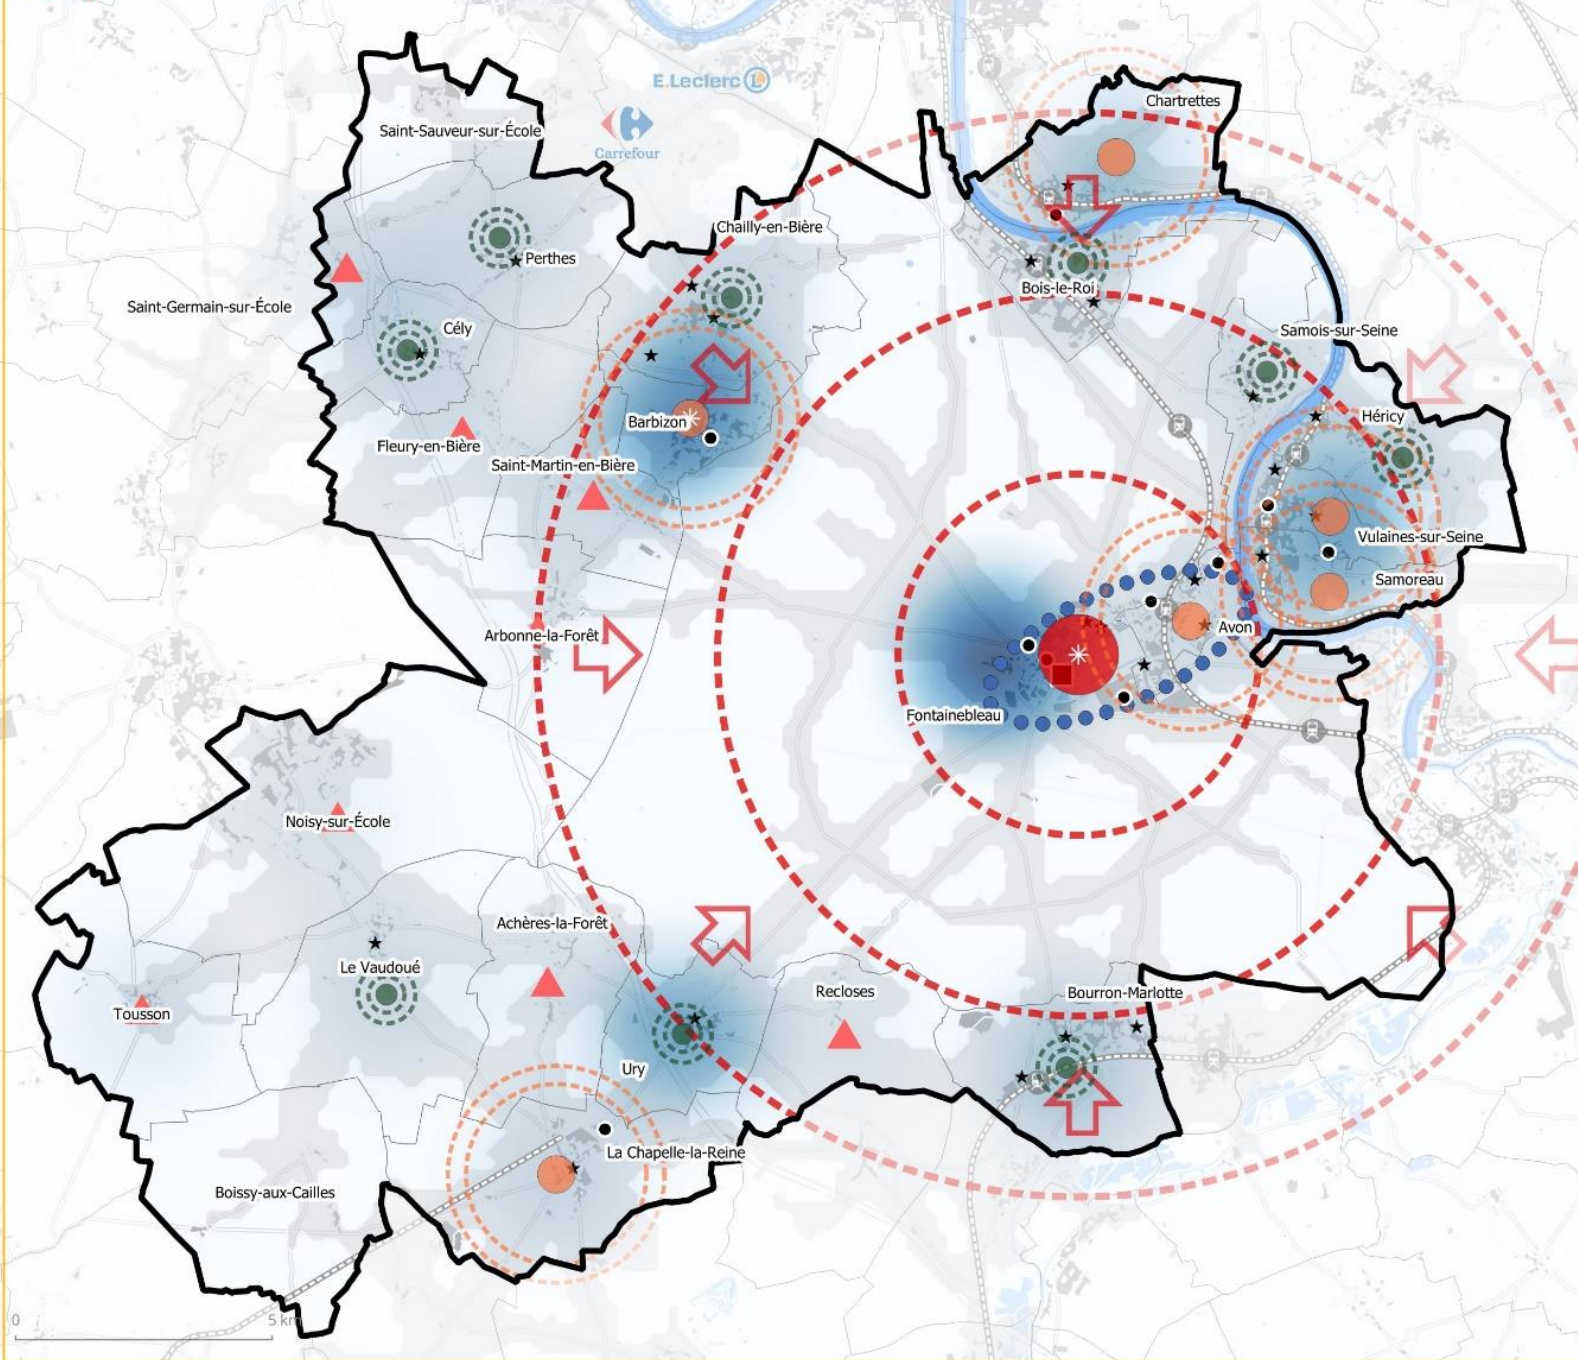 E.Leclerc L
Chartrettes
Saint-Sauveur-sur-École
Carrefour
Chailly-en-Bière
Perthes
Bois-le-Roi
Saint-Germain-sur-École
Cély
Samois-sur-Seine
Barbizon
Héricy
Fleury-en-Bière
Saint-Martin-en-Bière
Vulaines-sur-Seine
Samoreau
Arbonne-la-Forêt
Avon
Fontainebleau
Noisy-sur-École
Achères-la-Forêt
Le Vaudoué
Recloses
Bourron-Marlotte
Tousson
Ury
La Chapelle-la-Reine
Boissy-aux-Cailles
0 5 km